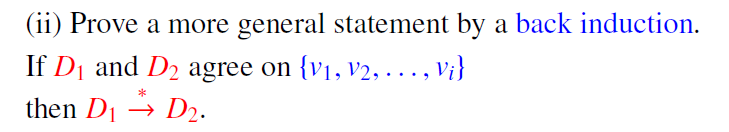 (ii) Prove a more general statement by a back induction.
If D₁ and D₂ agree on {v₁, v₂, . . . , vᵢ}
then D₁ →* D₂.